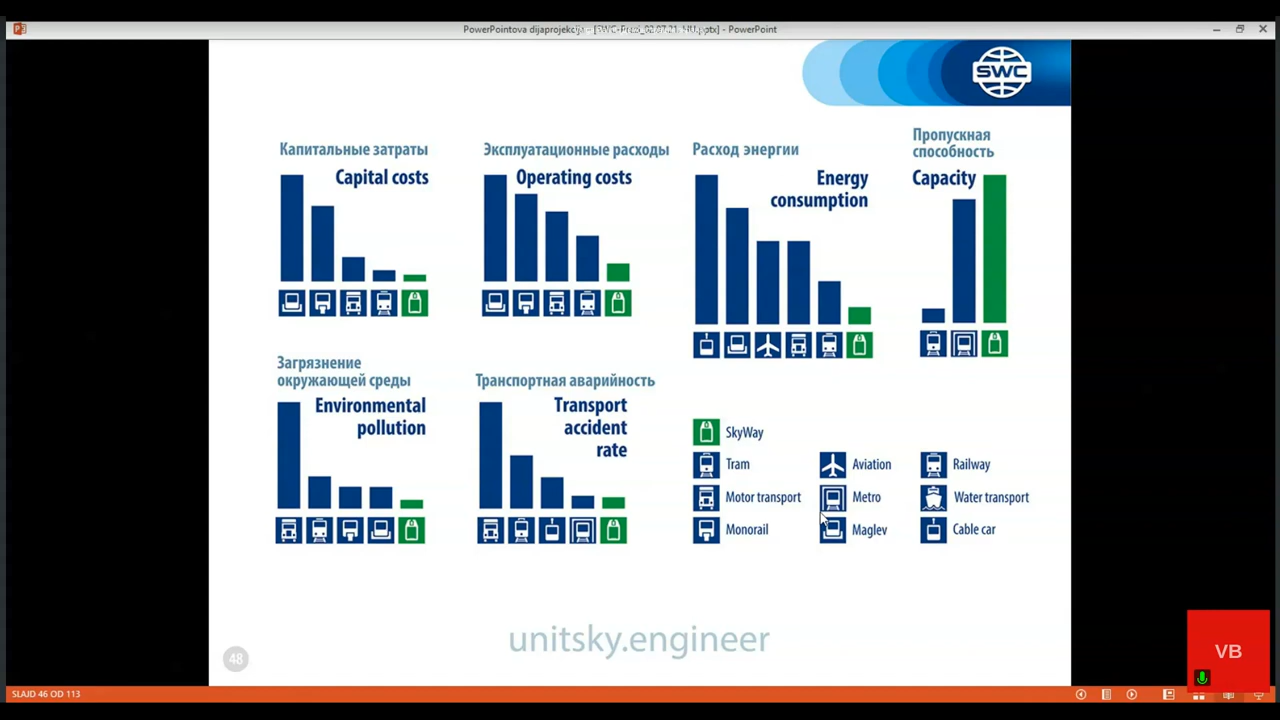 PowerPointova dijaprojekcija - [SWC-Prezi_02.07.21. HU.pptx] - PowerPoint
SWC
Капитальные затраты
Capital costs
Эксплуатационные расходы
Operating costs
Расход энергии
Energy
consumption
Пропускная
способность
Capacity
Загрязнение
окружающей среды
Environmental
pollution
Транспортная аварийность
Transport
accident
rate
SkyWay
Tram
Aviation
Railway
Motor transport
Metro
Water transport
Monorail
Maglev
Cable car
unitsky.engineer
48
VB
SLAJD 46 OD 113